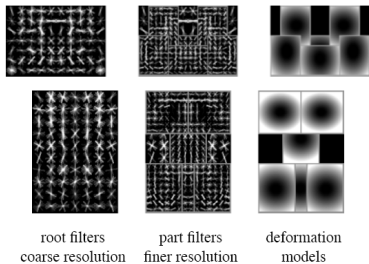 root filters
coarse resolution
part filters
finer resolution
deformation
models